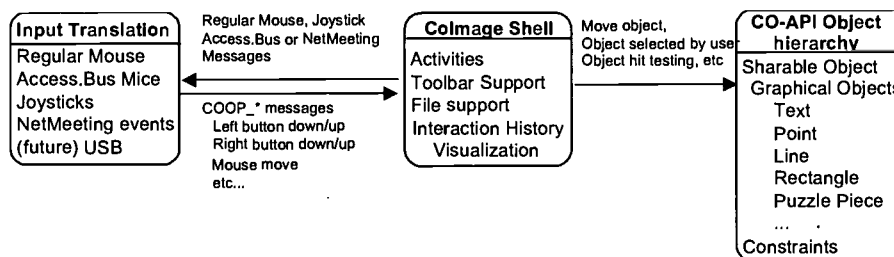 Input Translation
Regular Mouse
Access.Bus Mice
Joysticks
NetMeeting events
(future) USB
Regular Mouse, Joystick
Access.Bus or NetMeeting
Messages
COOP_* messages
Left button down/up
Right button down/up
Mouse move
etc...
CoImage Shell
Activities
Toolbar Support
File support
Interaction History
Visualization
Move object,
Object selected by user
Object hit testing, etc
CO-API Object
hierarchy
Sharable Object
Graphical Objects
Text
Point
Line
Rectangle
Puzzle Piece
...
Constraints